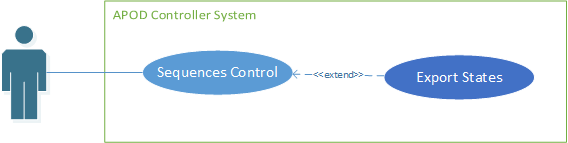 APOD Controller System
Sequences Control
<<extend>>
Export States